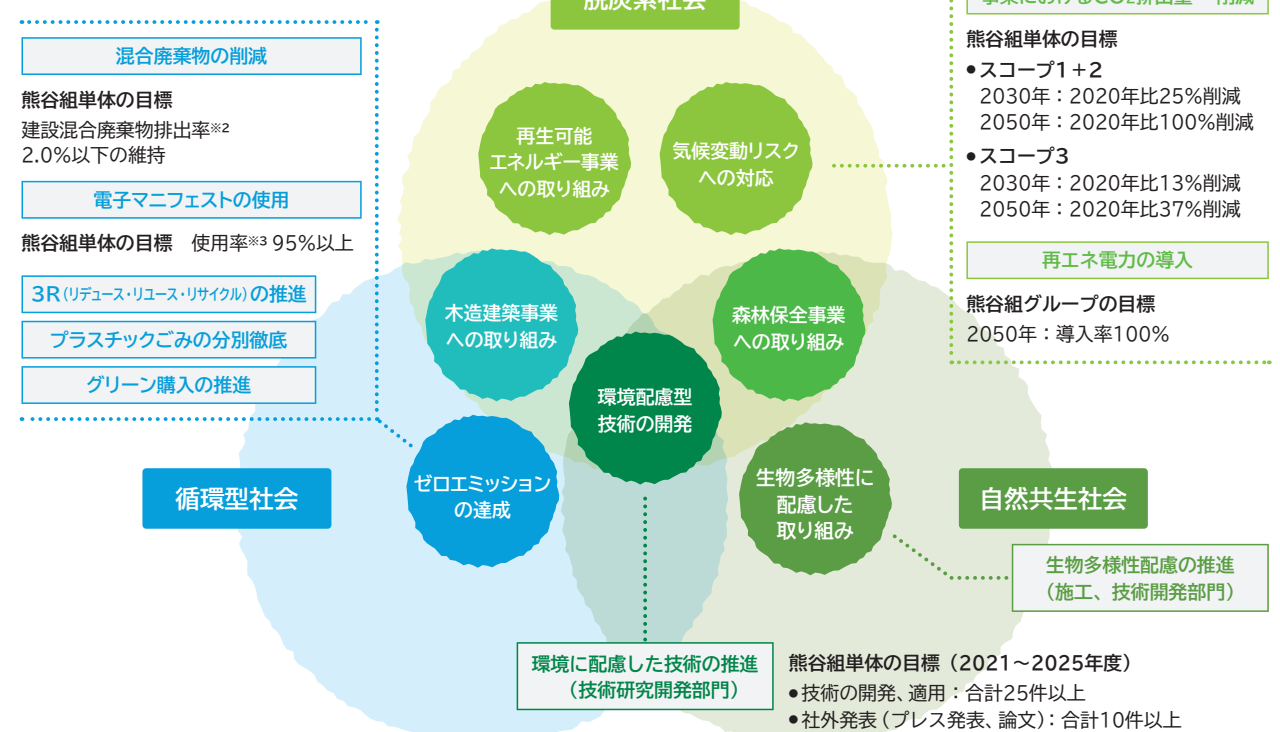 脱炭素社会
混合廃棄物の削減
熊谷組単体の目標
建設混合廃棄物排出率※2
2.0%以下の維持
電子マニフェストの使用
熊谷組単体の目標　使用率※3 95%以上
3R(リデュース・リユース・リサイクル)の推進
プラスチックごみの分別徹底
グリーン購入の推進
再生可能
エネルギー事業
への取り組み
気候変動リスク
への対応
熊谷組単体の目標
•スコープ1+2
2030年：2020年比25%削減
2050年：2020年比100%削減
•スコープ3
2030年：2020年比13%削減
2050年：2020年比37%削減
再エネ電力の導入
熊谷組グループの目標
2050年：導入率100%
木造建築事業
への取り組み
森林保全事業
への取り組み
環境配慮型
技術の開発
循環型社会
ゼロエミッション
の達成
生物多様性に
配慮した
取り組み
自然共生社会
生物多様性配慮の推進
(施工、技術開発部門)
環境に配慮した技術の推進
(技術研究開発部門)
熊谷組単体の目標（2021～2025年度）
•技術の開発、適用：合計25件以上
•社外発表（プレス発表、論文）：合計10件以上